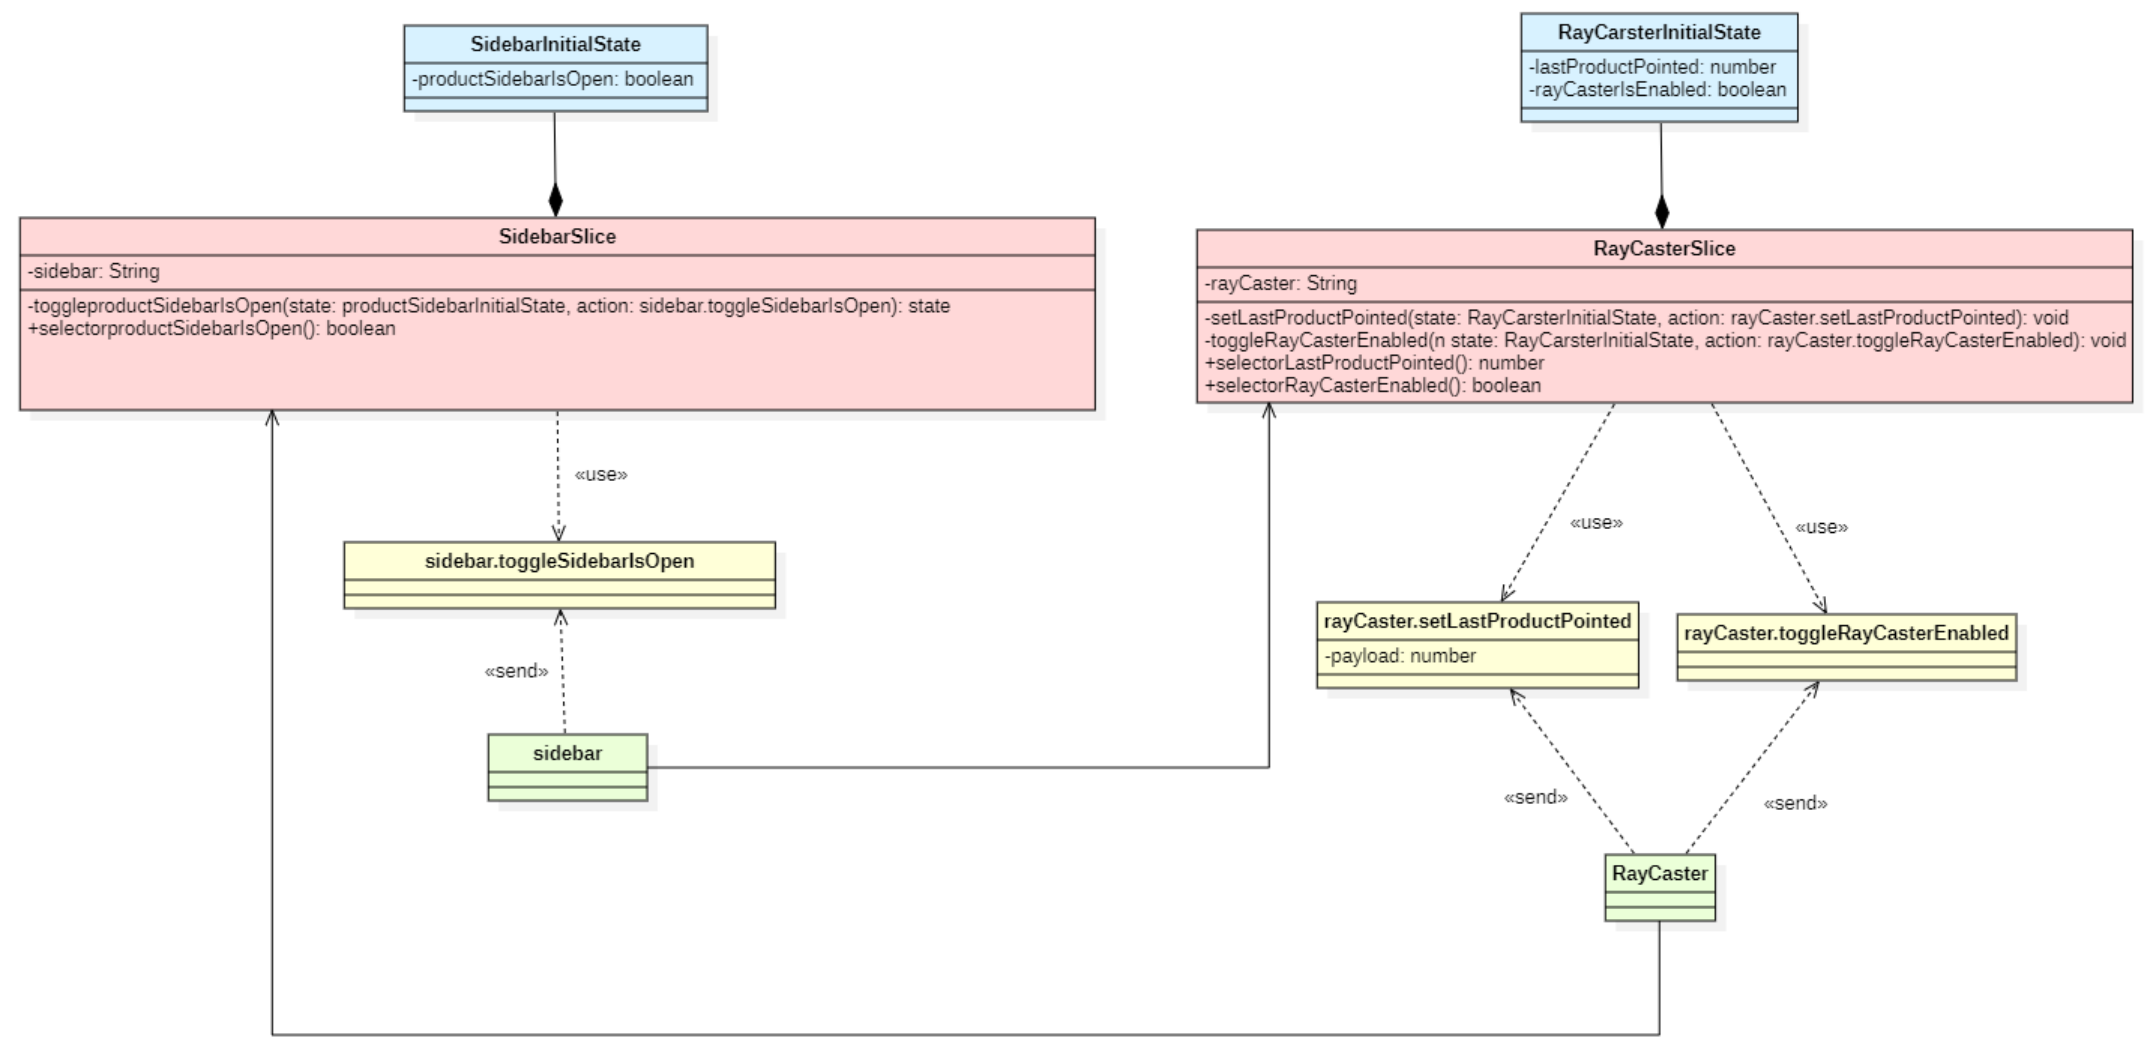 SidebarInitialState
-productSidebarIsOpen: boolean
RayCarsterInitialState
-lastProductPointed: number
-rayCasterIsEnabled: boolean
SidebarSlice
-sidebar: String
-toggleproductSidebarIsOpen(state: productSidebarInitialState, action: sidebar.toggleSidebarIsOpen): state
+selectorproductSidebarIsOpen(): boolean
RayCasterSlice
-rayCaster: String
-setLastProductPointed(state: RayCarsterInitialState, action: rayCaster.setLastProductPointed): void
-toggleRayCasterEnabled(n state: RayCarsterInitialState, action: rayCaster.toggleRayCasterEnabled): void
+selectorLastProductPointed(): number
+selectorRayCasterEnabled(): boolean
«use»
«use»
«use»
sidebar.toggleSidebarIsOpen
rayCaster.setLastProductPointed
-payload: number
rayCaster.toggleRayCasterEnabled
«send»
sidebar
«send»
«send»
RayCaster